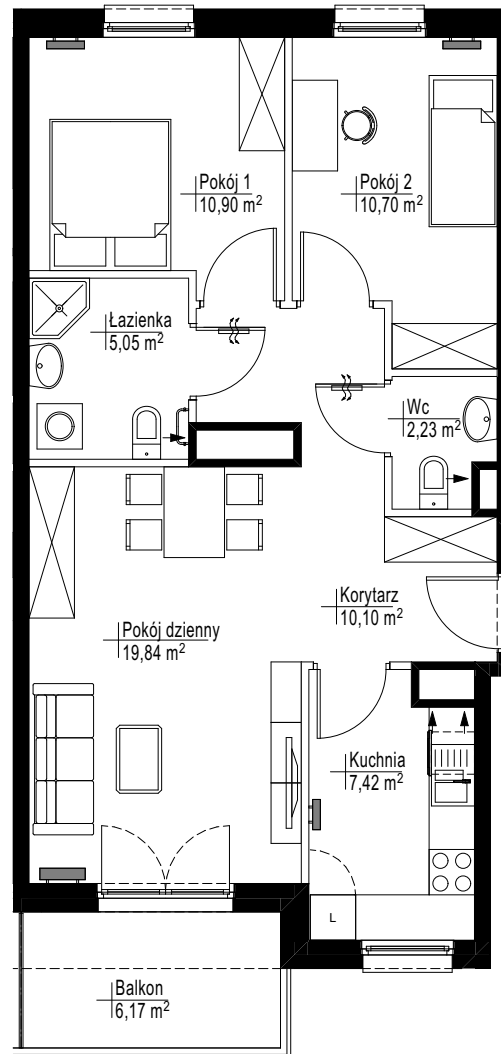 Pokój 1
10,90 m²
Pokój 2
10,70 m²
Łazienka
5,05 m²
Wc
2,23 m²
Korytarz
10,10 m²
Pokój dzienny
19,84 m²
Kuchnia
7,42 m²
L
Balkon
6,17 m²